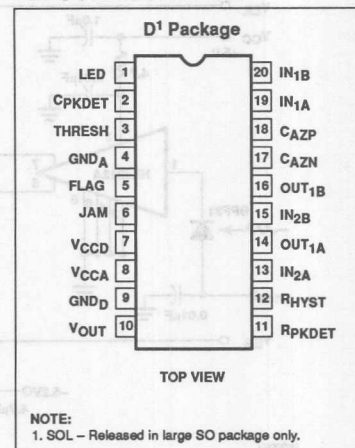 D1 Package
LED 1 20 IN1B
CPKDET 2 19 IN1A
THRESH 3 18 CAZP
GNDA 4 17 CAZN
FLAG 5 16 OUT1B
JAM 6 15 IN2B
VCCD 7 14 OUT1A
VCCA 8 13 IN2A
GNDD 9 12 RHYST
VOUT 10 11 RPKDET
TOP VIEW
NOTE:
1. SOL – Released in large SO package only.